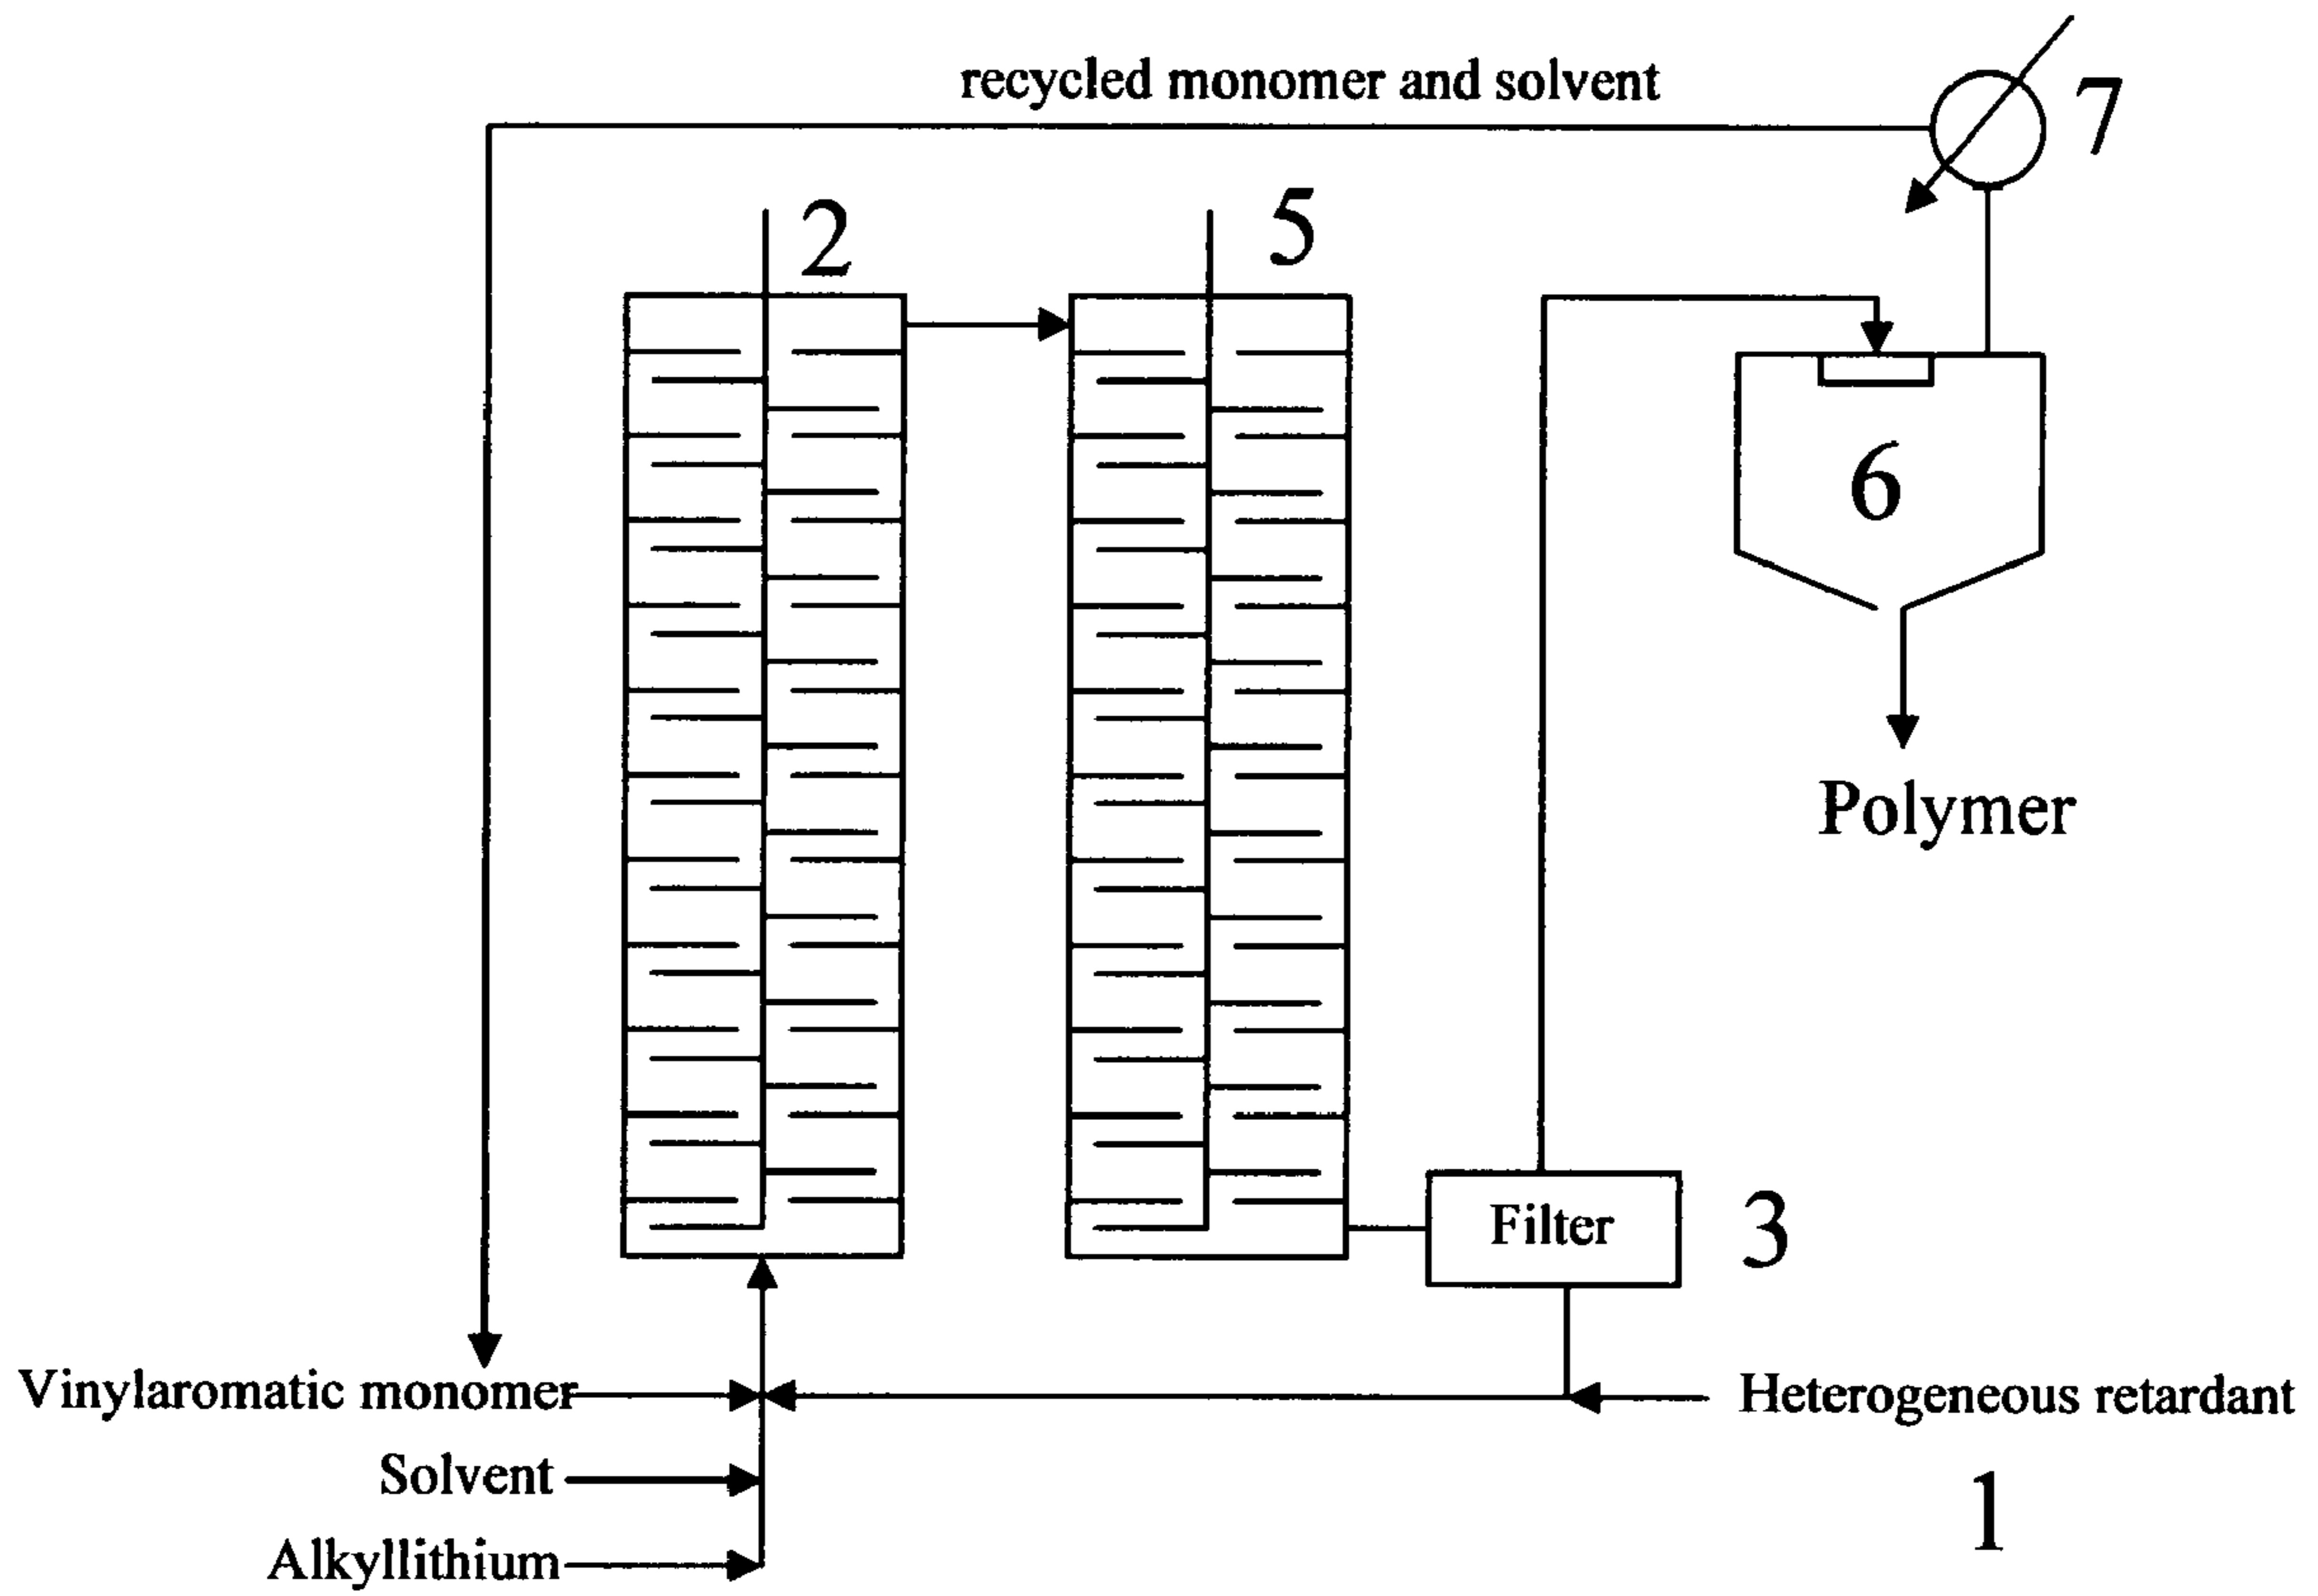 recycled monomer and solvent
7
2
5
6
Polymer
Filter
3
Vinylaromatic monomer
Heterogeneous retardant
Solvent
1
Alkyllithium